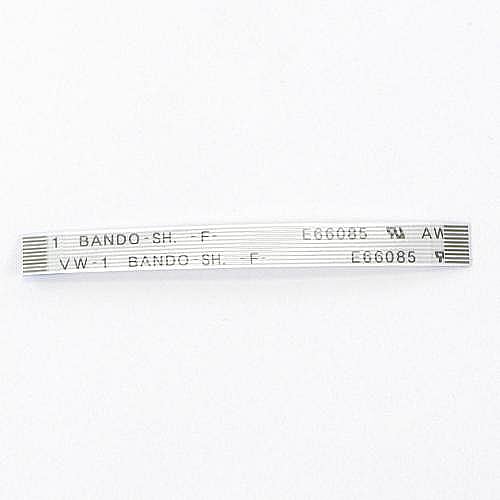 1 BANDO-SH. -F- E66085 AW
VW-1 BANDO-SH. -F- E66085